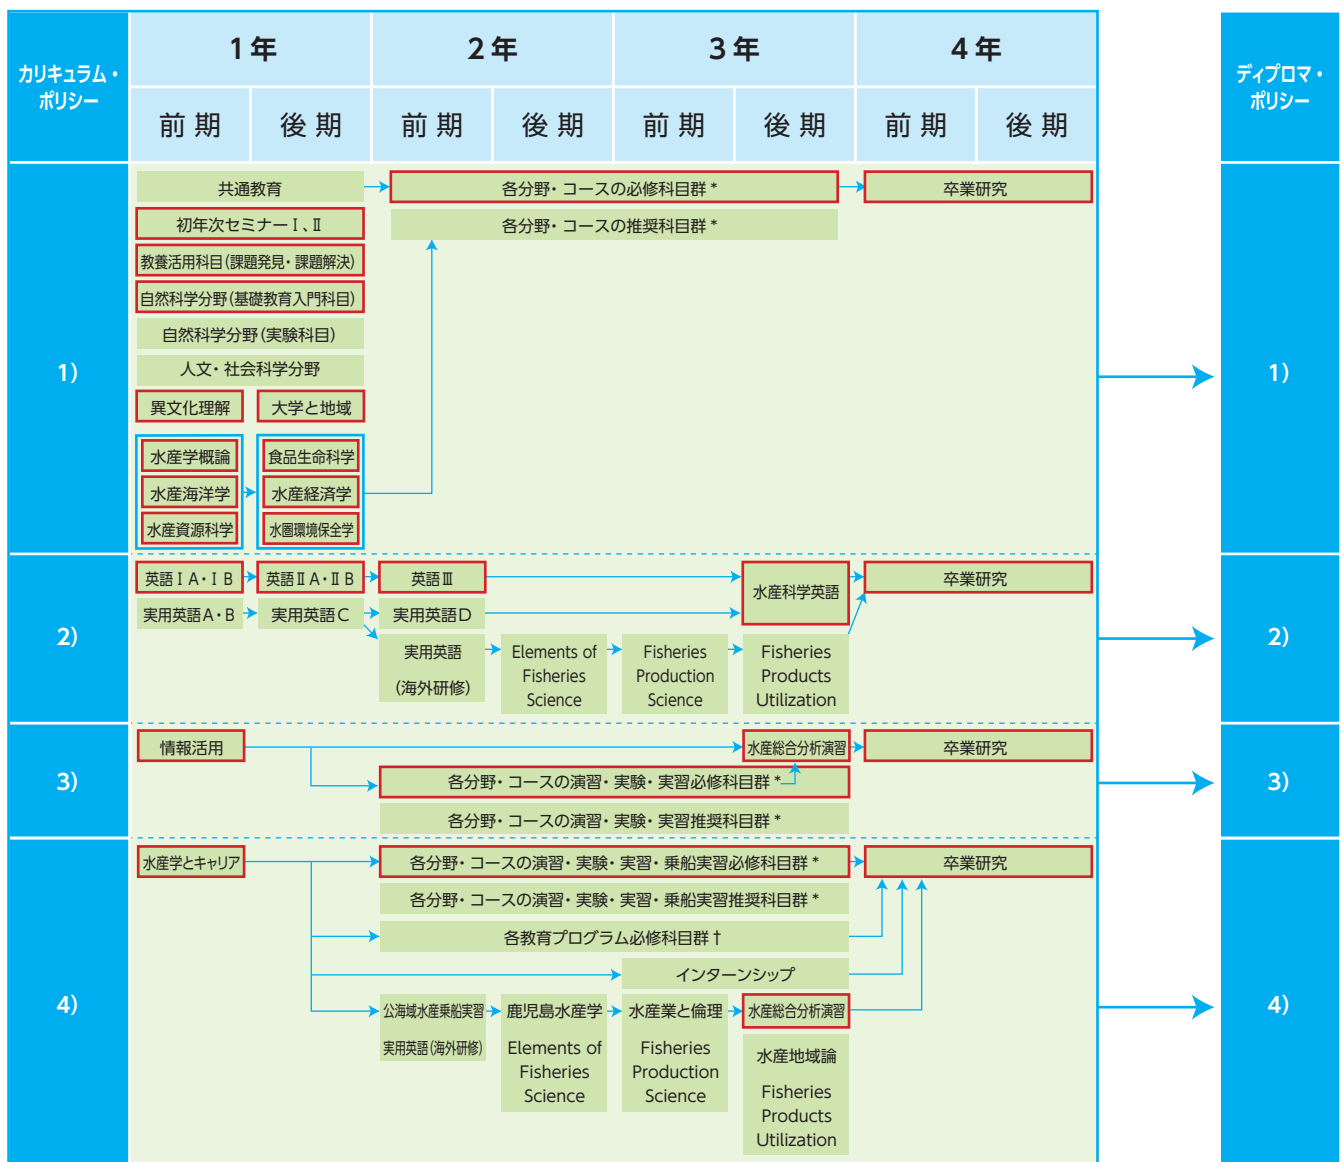 カリキュラム・
ポリシー
1年
2年
3年
4年
ディプロマ・
ポリシー
前期
後期
前期
後期
前期
後期
前期
後期
1)
共通教育
各分野・コースの必修科目群*
卒業研究
初年次セミナーⅠ、Ⅱ
各分野・コースの推奨科目群*
教養活用科目(課題発見・課題解決)
自然科学分野(基礎教育入門科目)
自然科学分野(実験科目)
人文・社会科学分野
異文化理解
大学と地域
水産学概論
食品生命科学
水産海洋学
水産経済学
水産資源科学
水圏環境保全学
1)
2)
英語ⅠA・ⅠB
英語ⅡA・ⅡB
英語Ⅲ
水産科学英語
卒業研究
実用英語A・B
実用英語C
実用英語D
実用英語
(海外研修)
Elements of
Fisheries
Science
Fisheries
Production
Science
Fisheries
Products
Utilization
2)
3)
情報活用
水産総合分析演習
卒業研究
各分野・コースの演習・実験・実習必修科目群*
各分野・コースの演習・実験・実習推奨科目群*
3)
4)
水産学とキャリア
各分野・コースの演習・実験・実習・乗船実習必修科目群*
卒業研究
各分野・コースの演習・実験・実習・乗船実習推奨科目群*
各教育プログラム必修科目群†
インターンシップ
公海域水産乗船実習
実用英語(海外研修)
鹿児島水産学
Elements of
Fisheries
Science
水産業と倫理
Fisheries
Production
Science
水産総合分析演習
水産地域論
Fisheries
Products
Utilization
4)